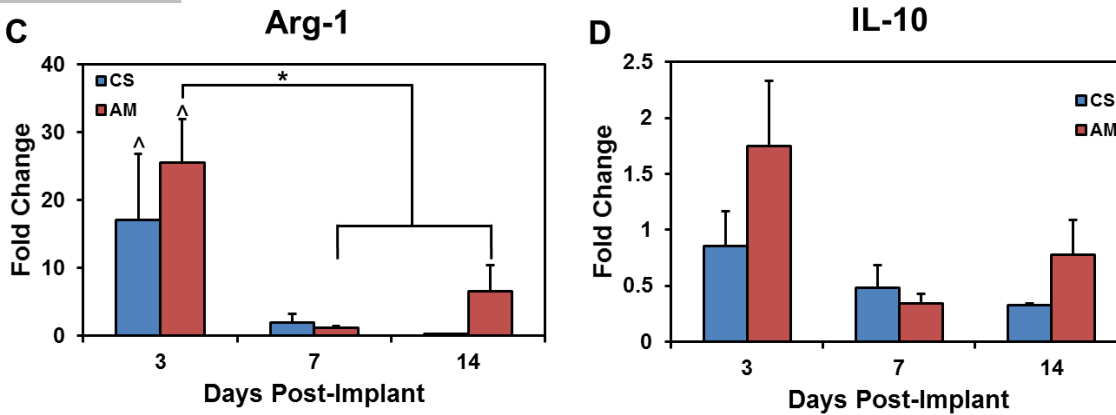 C
Arg-1
40
30
20
10
0
Fold Change
CS
AM
^
^
*
3
7
14
Days Post-Implant
D
IL-10
2.5
2
1.5
1
0.5
0
Fold Change
CS
AM
3
7
14
Days Post-Implant